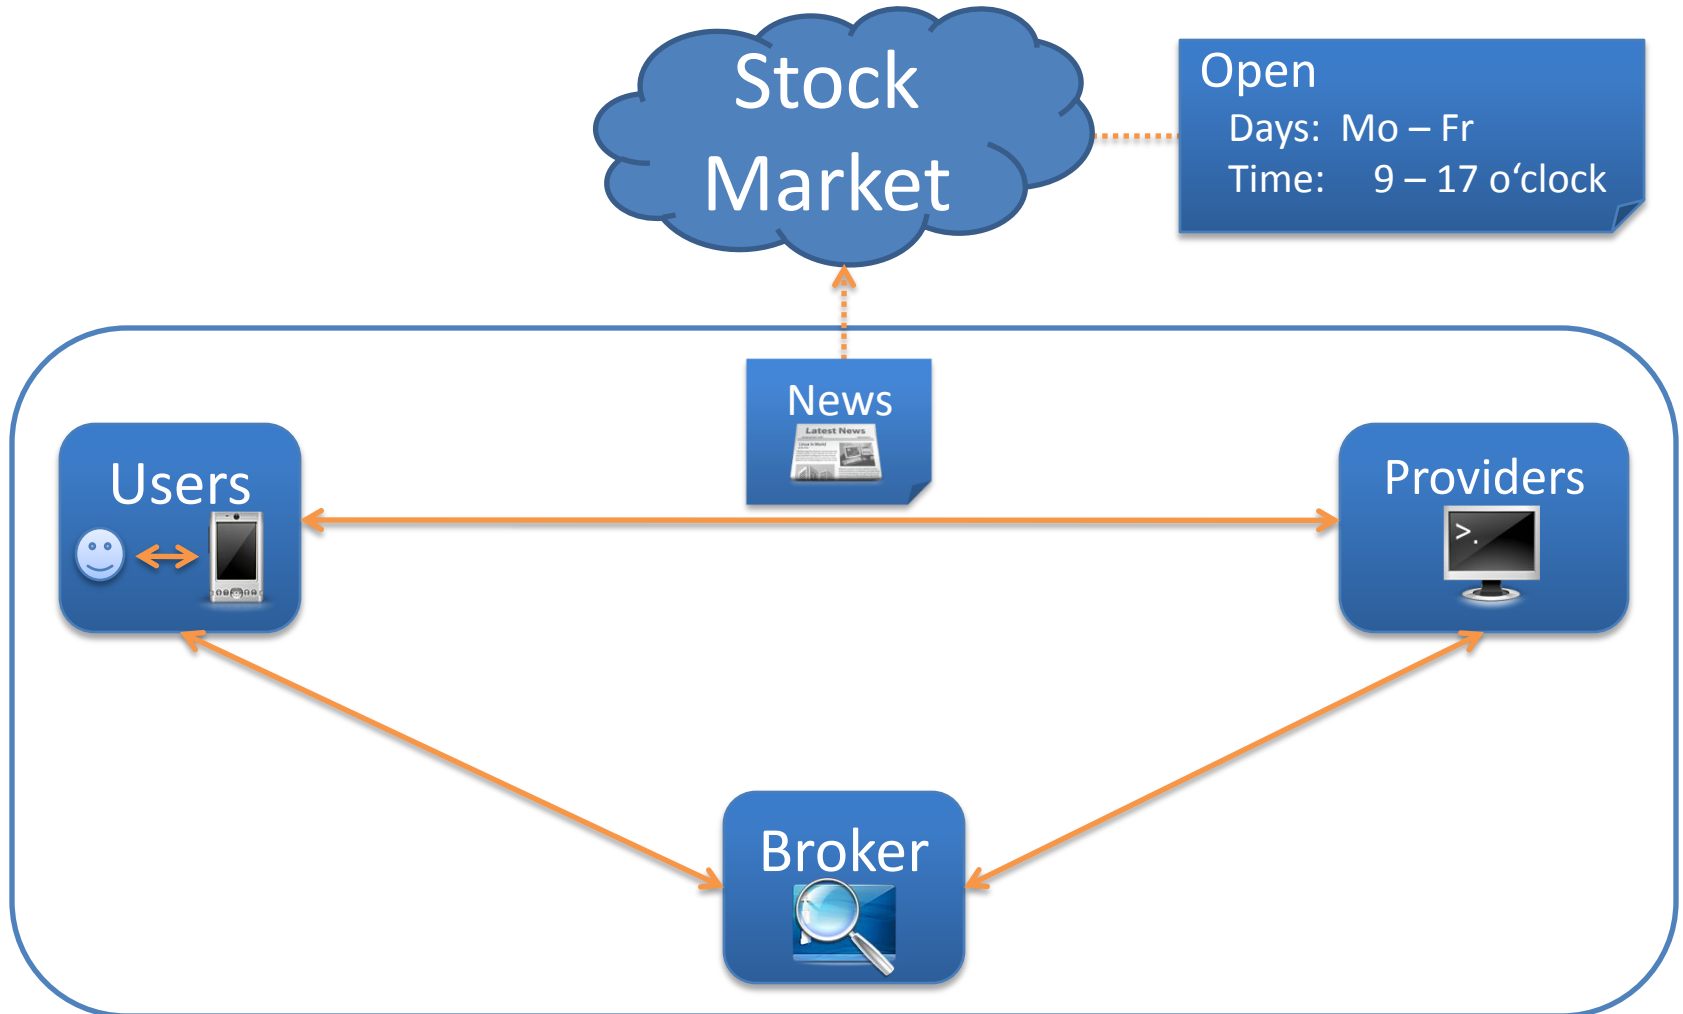 Stock
Market
Open
Days: Mo – Fr
Time: 9 – 17 o‘clock
News
Latest News
Users
Providers
>.
Broker